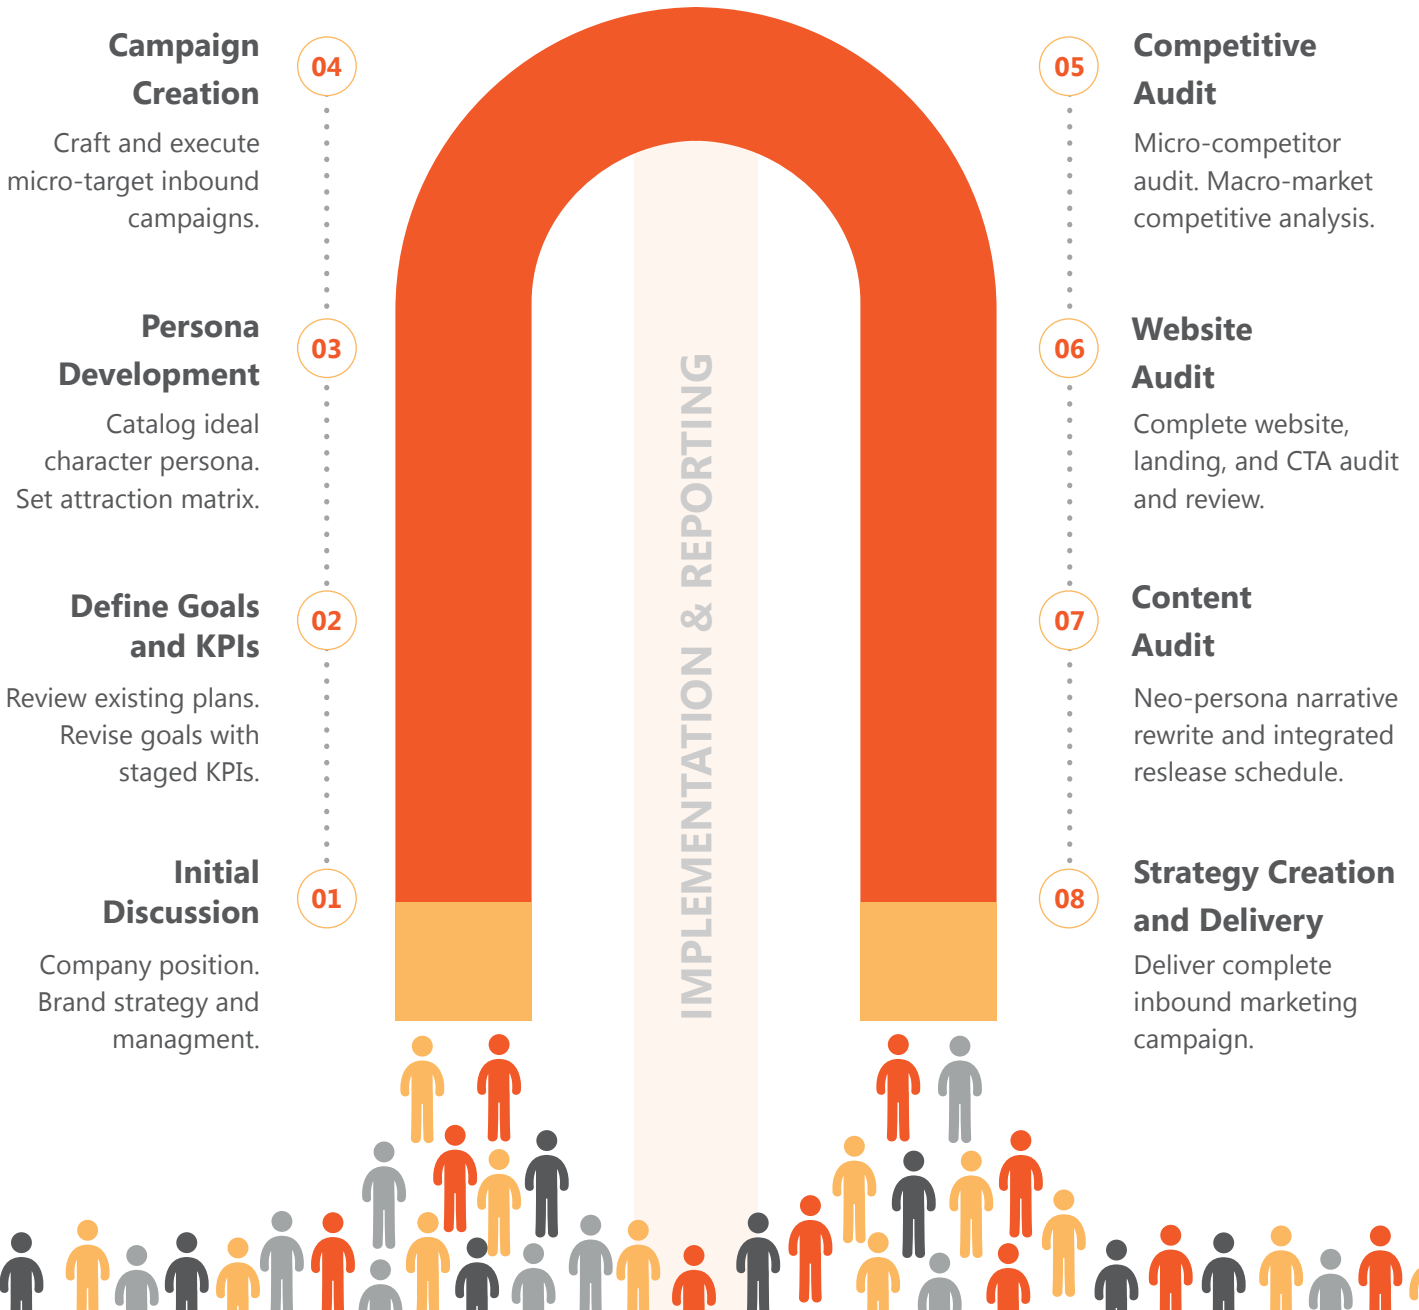 Campaign
Creation
04
Craft and execute
micro-target inbound
campaigns.
Persona
Development
03
Catalog ideal
character persona.
Set attraction matrix.
Define Goals
and KPIs
02
Review existing plans.
Revise goals with
staged KPIs.
Initial
Discussion
01
Company position.
Brand strategy and
managment.
IMPLEMENTATION & REPORTING
05
Competitive
Audit
Micro-competitor
audit. Macro-market
competitive analysis.
06
Website
Audit
Complete website,
landing, and CTA audit
and review.
07
Content
Audit
Neo-persona narrative
rewrite and integrated
reslease schedule.
08
Strategy Creation
and Delivery
Deliver complete
inbound marketing
campaign.